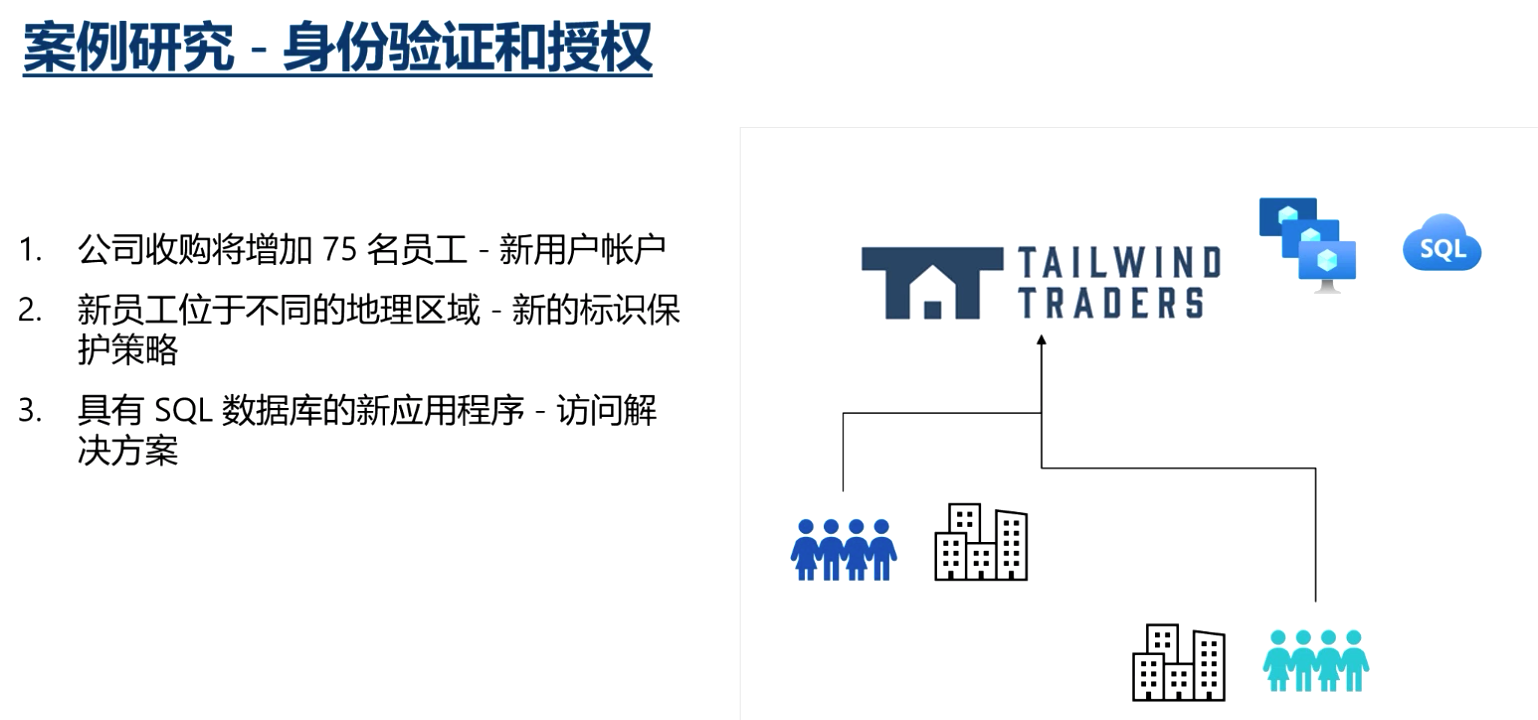 案例研究 - 身份验证和授权
1. 公司收购将增加 75 名员工 - 新用户帐户
2. 新员工位于不同的地理区域 - 新的标识保
护策略
3. 具有 SQL 数据库的新应用程序 - 访问解
决方案
TAILWIND
TRADERS
SQL